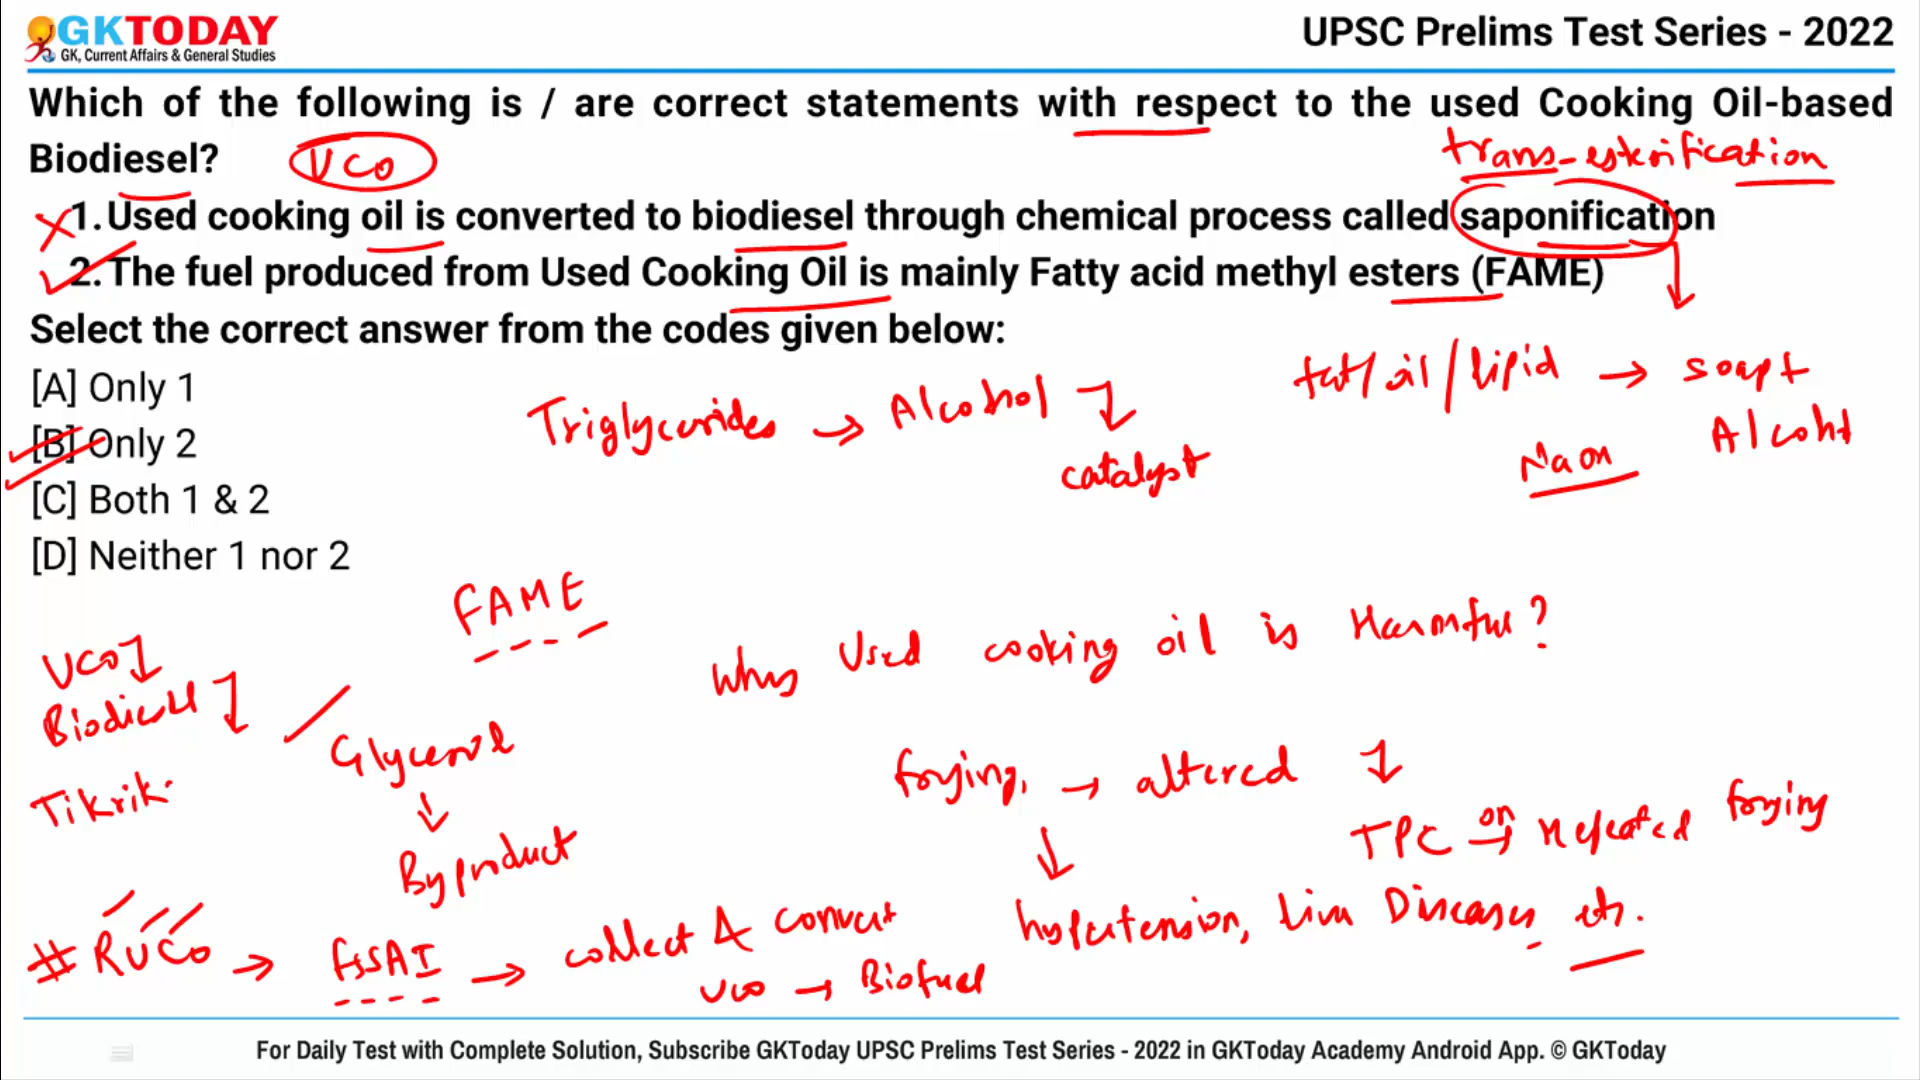 GKTODAY
GK, Current Affairs & General Studies
UPSC Prelims Test Series - 2022
Which of the following is / are correct statements with respect to the used Cooking Oil-based
Biodiesel?
UCO
trans-esterification
1. Used cooking oil is converted to biodiesel through chemical process called saponification
2. The fuel produced from Used Cooking Oil is mainly Fatty acid methyl esters (FAME)
Select the correct answer from the codes given below:
[A] Only 1
[B] Only 2
[C] Both 1 & 2
[D] Neither 1 nor 2
Triglycerides → Alcohol
catalyst
fat/oil/lipid → soap +
Alcohol
NaOH
FAME
UCO
Biodiesel
Glycerol
↓
Byproduct
Why Used cooking oil is Harmful?
frying, → altered
TPC on → repeated frying
hypertension, Liver Diseases etc.
#RUCO → FSSAI → collect & convert
UCO → Biofuel
For Daily Test with Complete Solution, Subscribe GKToday UPSC Prelims Test Series - 2022 in GKToday Academy Android App. © GKToday